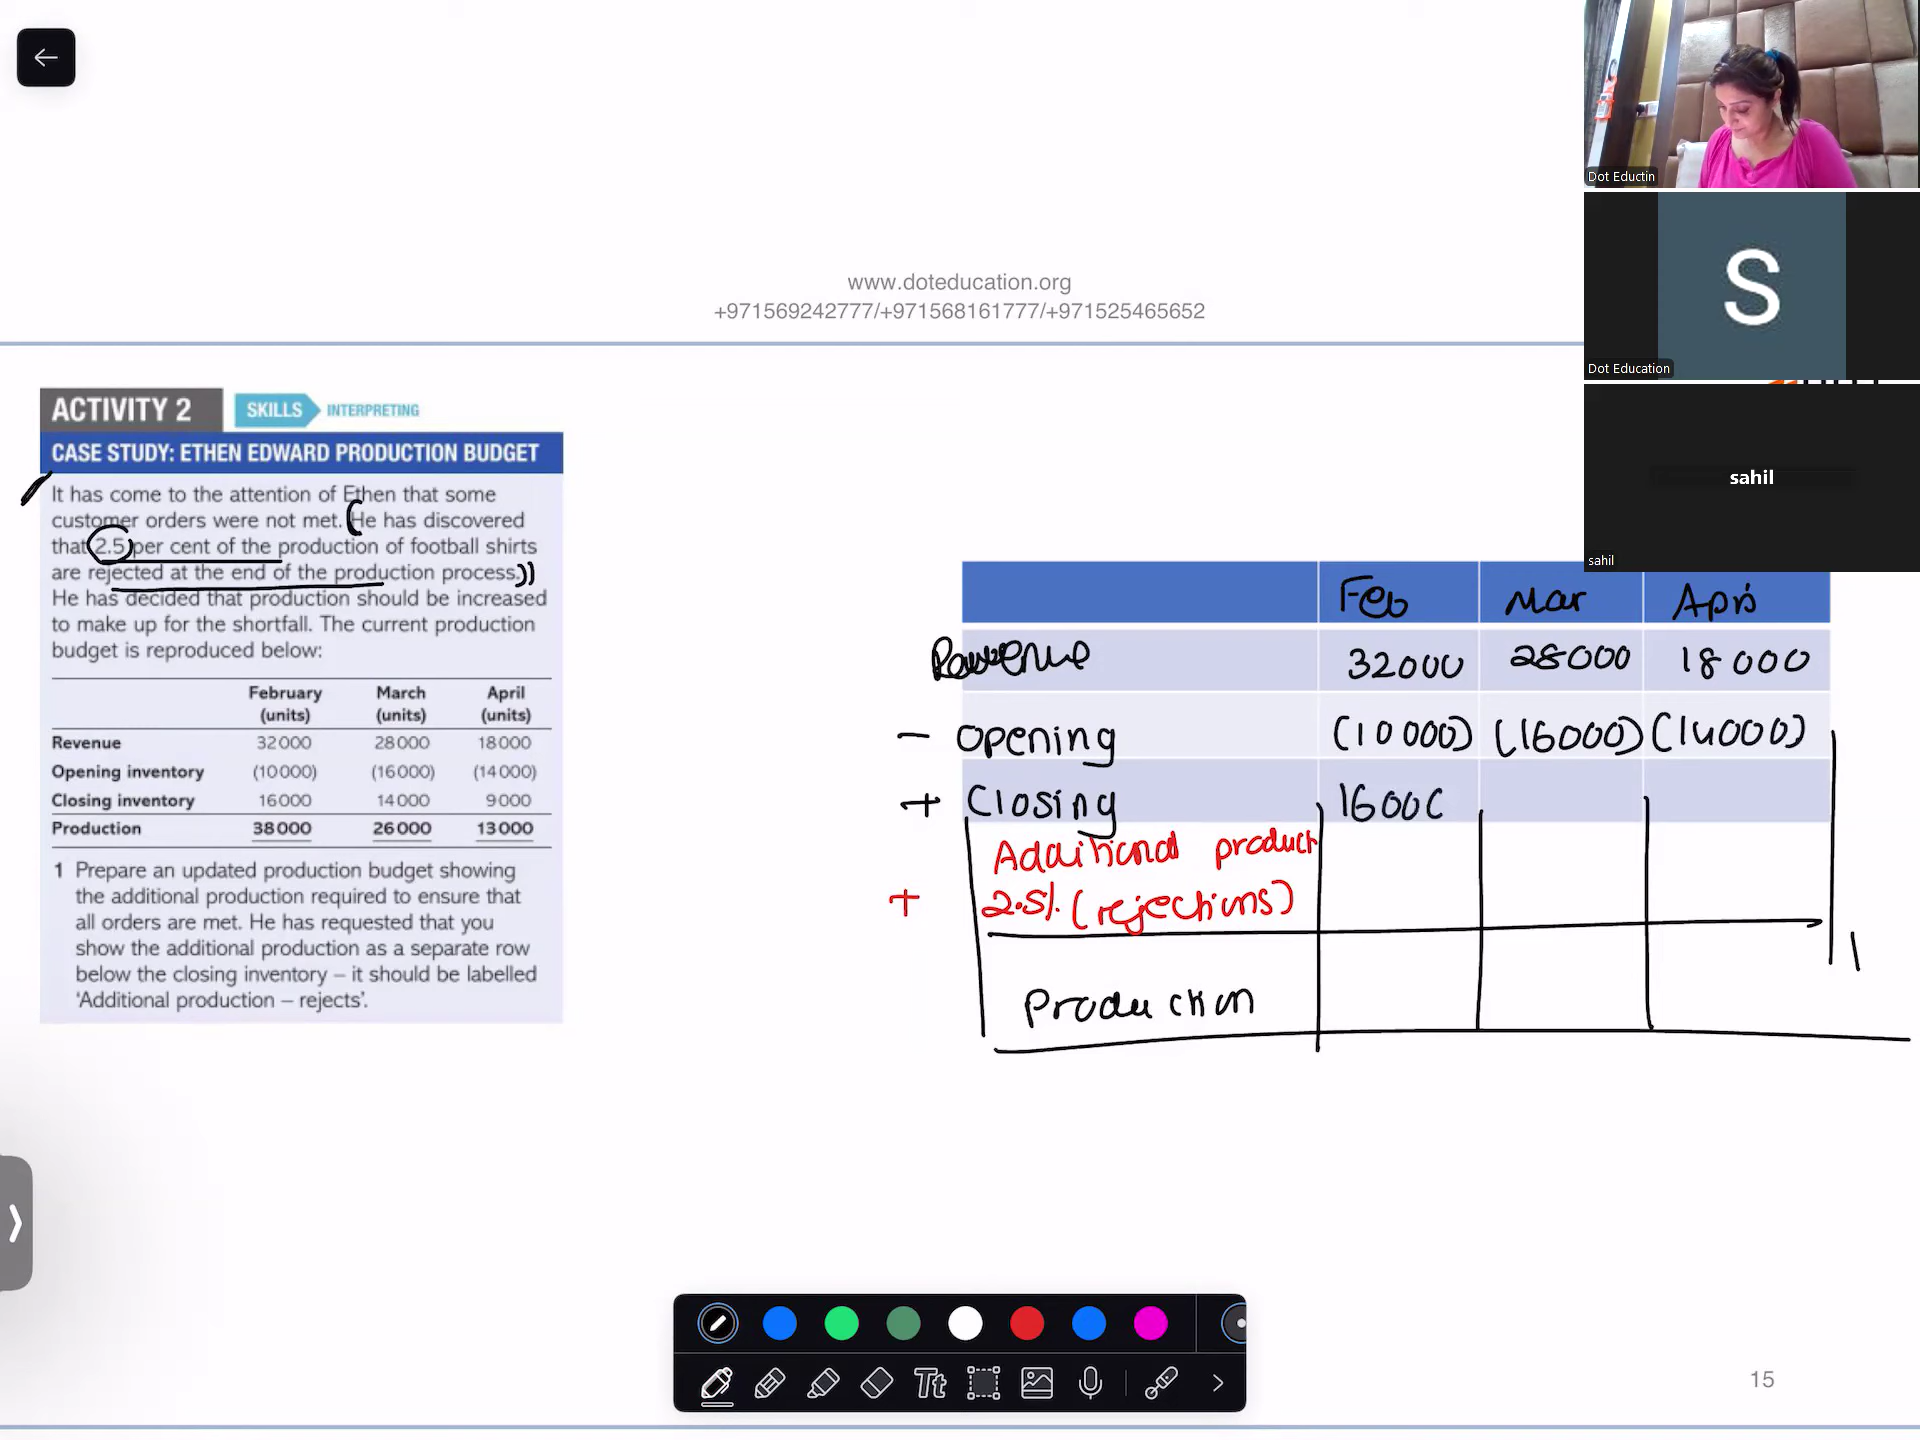 Dot Eductin
S
Dot Education
sahil
sahil
www.doteducation.org
+971569242777/+971568161777/+971525465652
ACTIVITY 2 SKILLS INTERPRETING
CASE STUDY: ETHEN EDWARD PRODUCTION BUDGET
It has come to the attention of Ethen that some
customer orders were not met. He has discovered
that 2.5 per cent of the production of football shirts
are rejected at the end of the production process.
He has decided that production should be increased
to make up for the shortfall. The current production
budget is reproduced below:
February March April
(units) (units) (units)
Revenue 32000 28000 18000
Opening inventory (10000) (16000) (14000)
Closing inventory 16000 14000 9000
Production 38000 26000 13000
1 Prepare an updated production budget showing
the additional production required to ensure that
all orders are met. He has requested that you
show the additional production as a separate row
below the closing inventory – it should be labelled
'Additional production – rejects'.
Feb Mar
32000 28000 18000
- Opening (10000) (16000) (14000)
+ Closing
Additional product
+ 2.5% (rejections)
Production
Tt
15